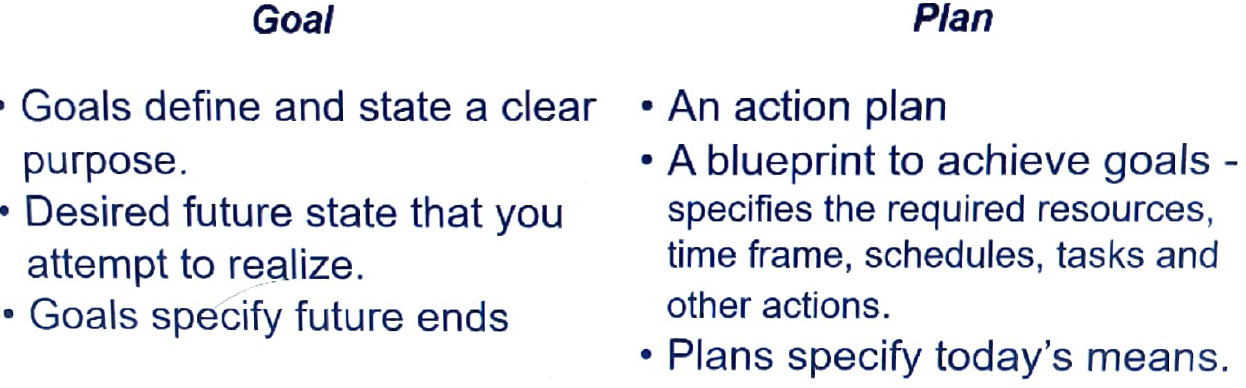 Goal
• Goals define and state a clear
purpose.
• Desired future state that you
attempt to realize.
• Goals specify future ends
Plan
• An action plan
• A blueprint to achieve goals -
specifies the required resources,
time frame, schedules, tasks and
other actions.
• Plans specify today's means.